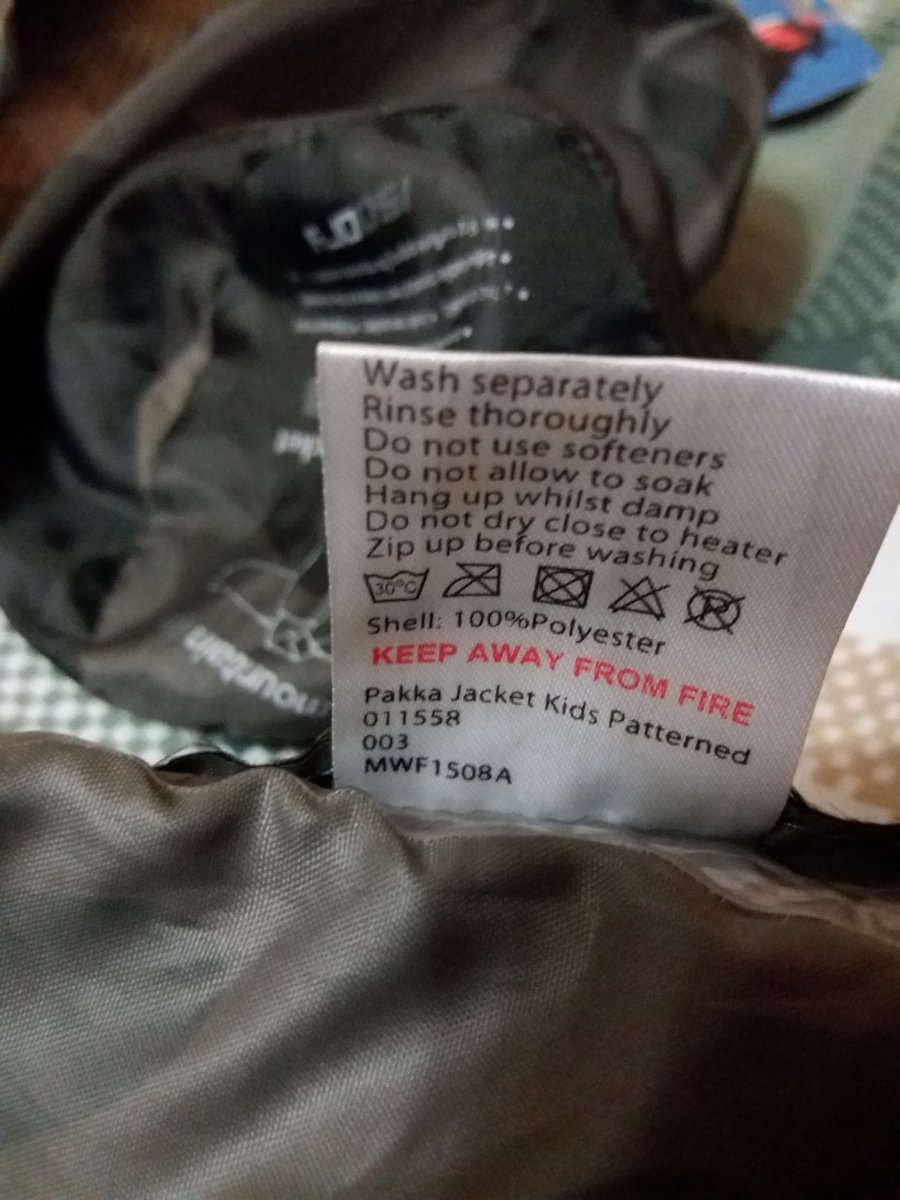 Wash separately
Rinse thoroughly
Do not use softeners
Do not allow to soak
Hang up whilst damp
Do not dry close to heater
Zip up before washing
30°C
P
Shell: 100%Polyester
KEEP AWAY FROM FIRE
Pakka Jacket Kids Patterned
011558
003
MWF1508A
mountain